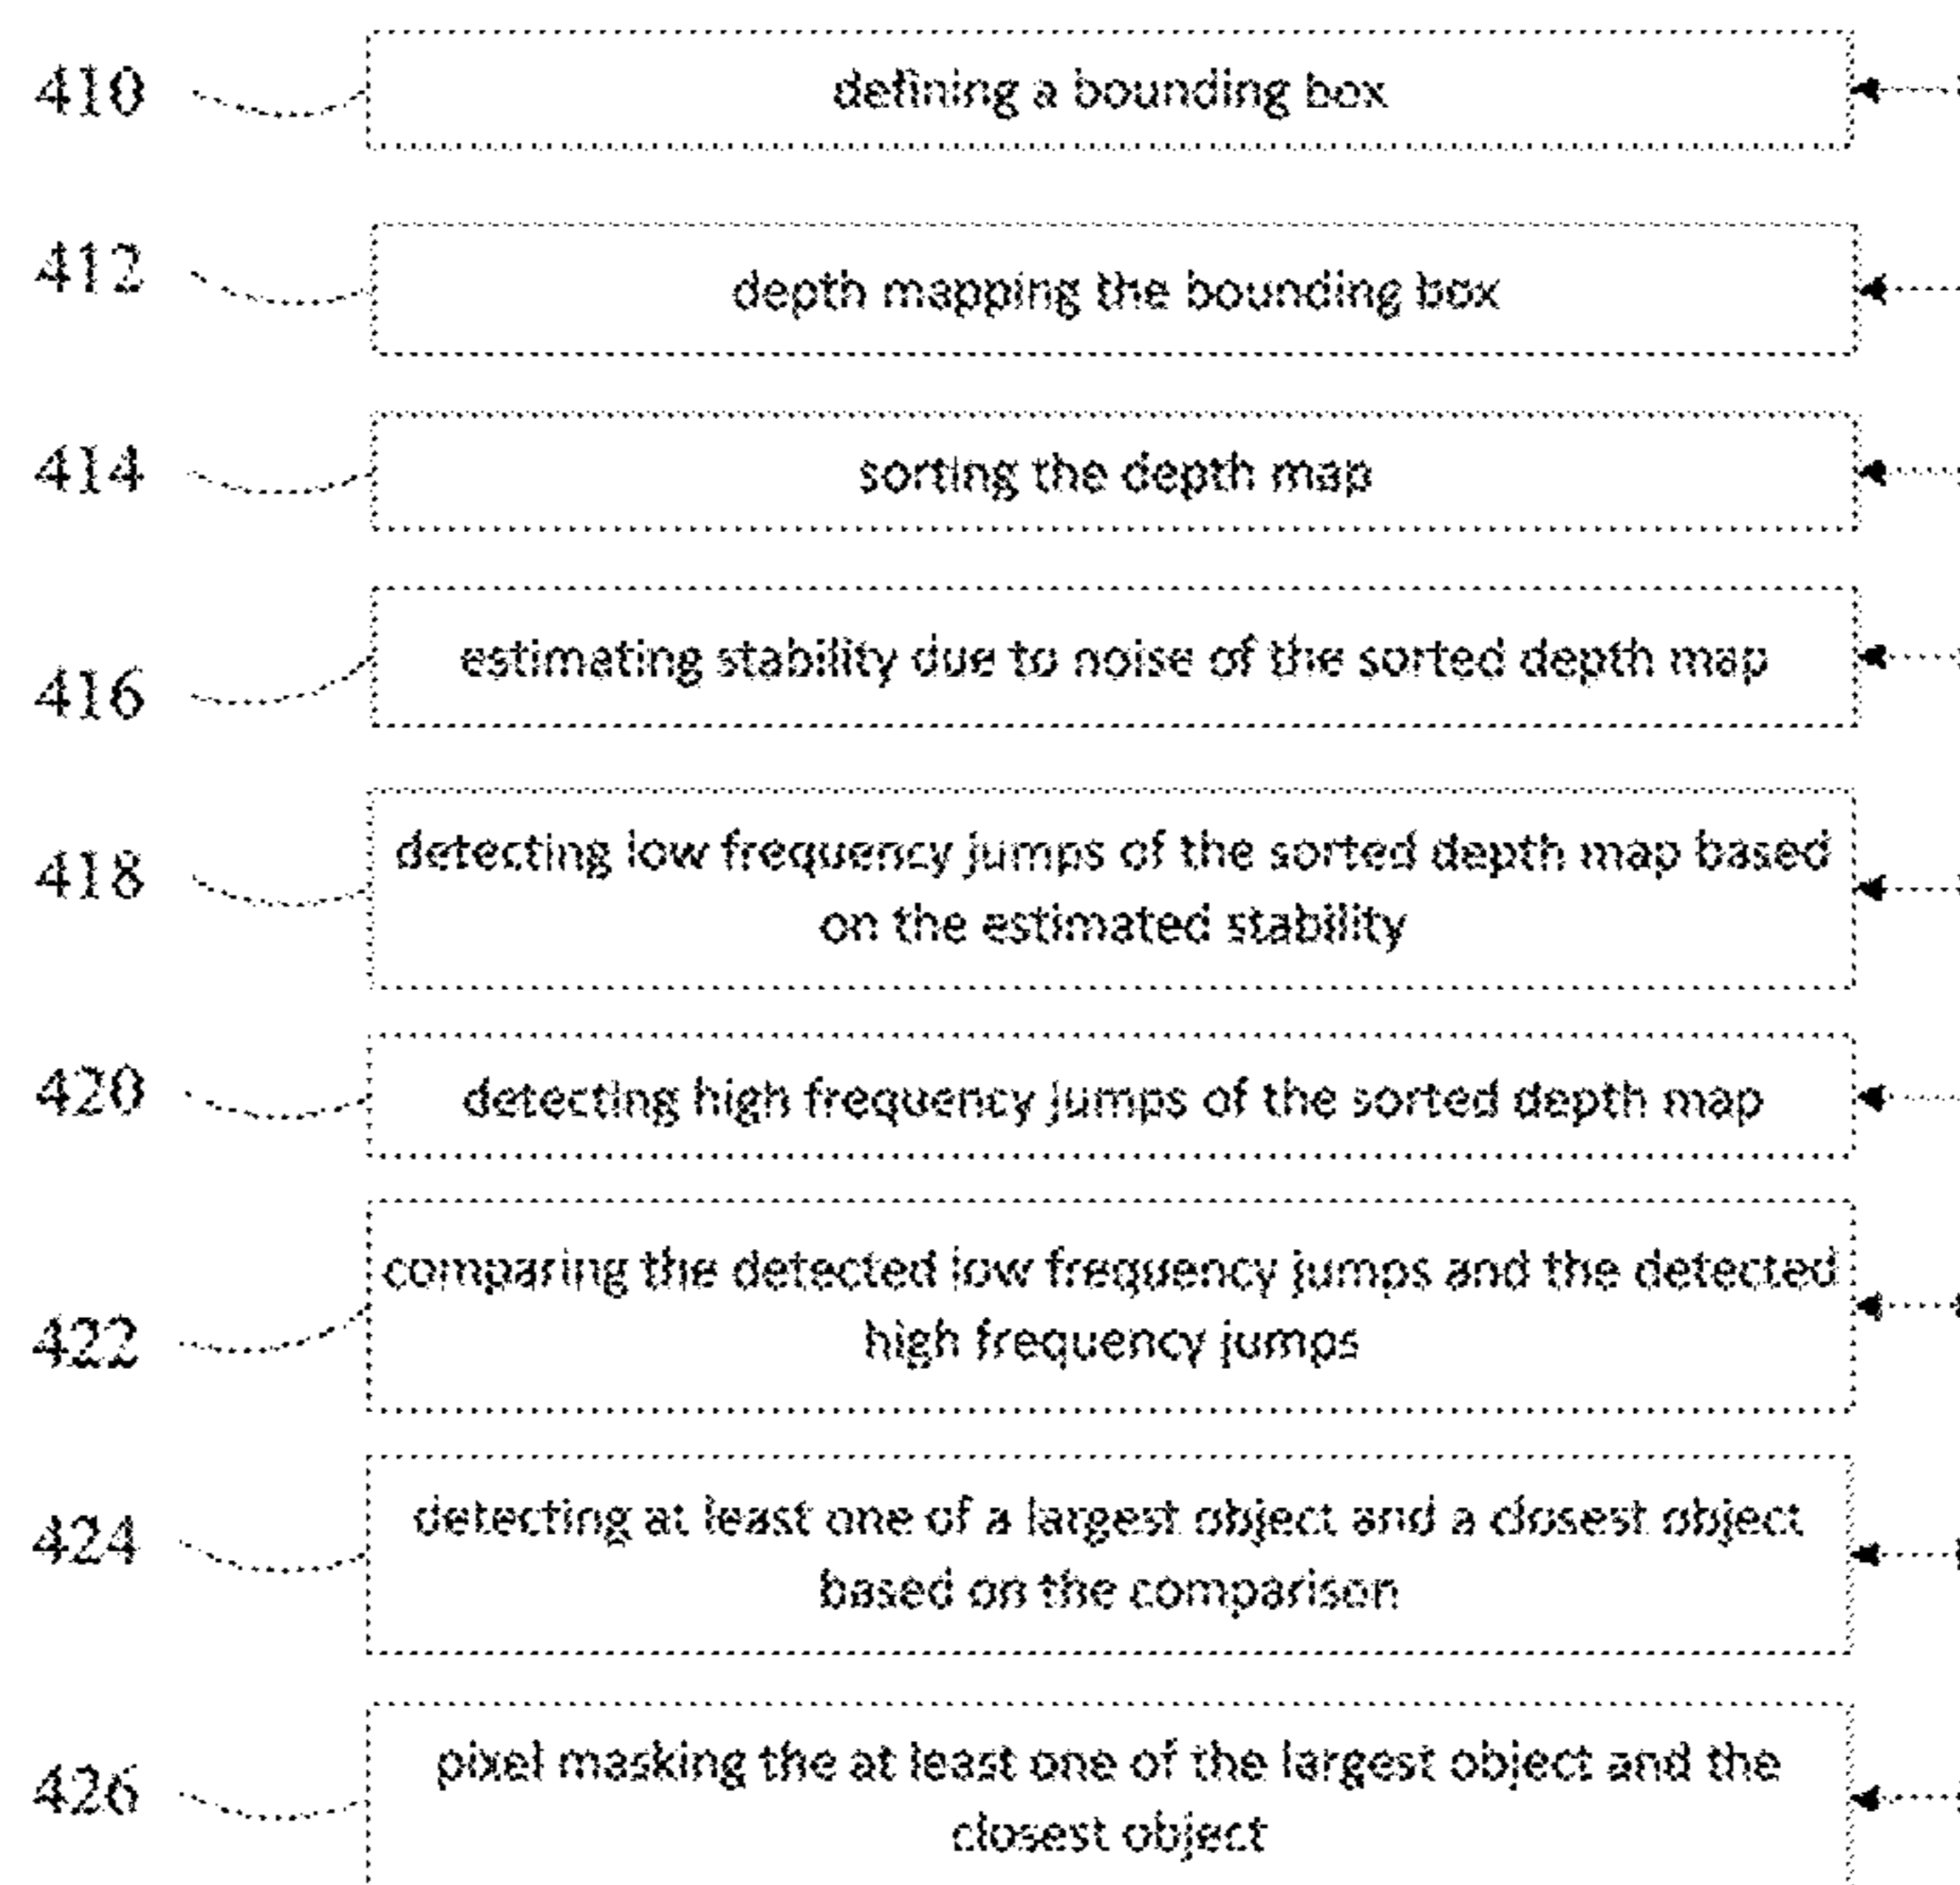 410
defining a bounding box
412
depth mapping the bounding box
414
sorting the depth map
416
estimating stability due to noise of the sorted depth map
418
detecting low frequency jumps of the sorted depth map based
on the estimated stability
420
detecting high frequency jumps of the sorted depth map
422
comparing the detected low frequency jumps and the detected
high frequency jumps
424
detecting at least one of a largest object and a closest object
based on the comparison
426
pixel masking the at least one of the largest object and the
closest object